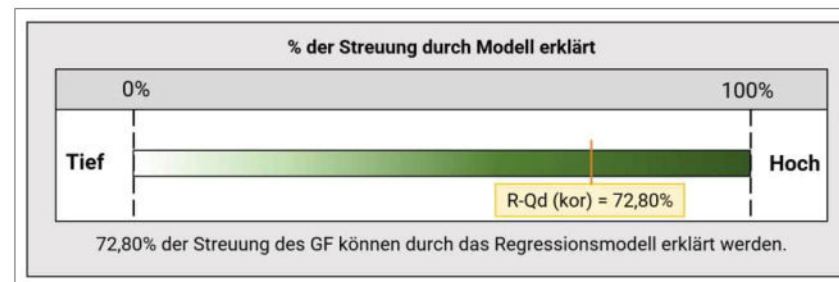 % der Streuung durch Modell erklärt
0% 100%
Tief Hoch
R-Qd (kor) = 72,80%
72,80% der Streuung des GF können durch das Regressionsmodell erklärt werden.